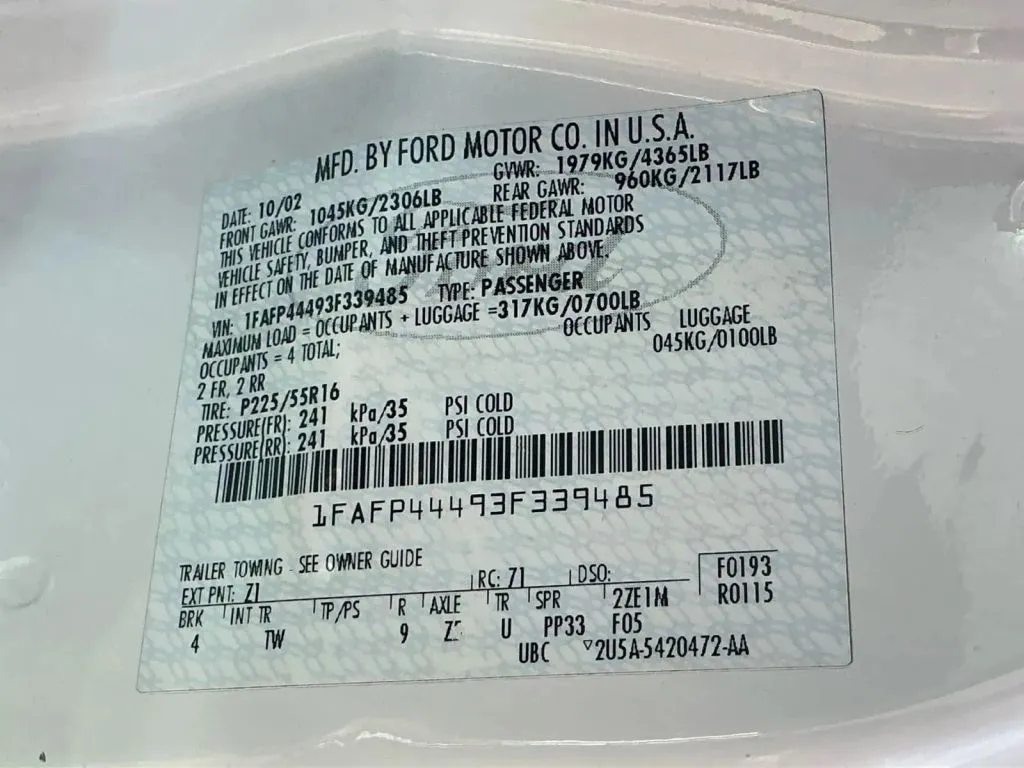 MFD. BY FORD MOTOR CO. IN U.S.A.
DATE: 10/02 GVWR: 1979KG/4365LB
FRONT GAWR: 1045KG/2306LB REAR GAWR: 960KG/2117LB
THIS VEHICLE CONFORMS TO ALL APPLICABLE FEDERAL MOTOR
VEHICLE SAFETY, BUMPER, AND THEFT PREVENTION STANDARDS
IN EFFECT ON THE DATE OF MANUFACTURE SHOWN ABOVE.
VIN: 1FAFP44493F339485 TYPE: PASSENGER
MAXIMUM LOAD = OCCUPANTS + LUGGAGE =317KG/0700LB
OCCUPANTS = 4 TOTAL; OCCUPANTS LUGGAGE
2 FR, 2 RR 045KG/0100LB
TIRE: P225/55R16
PRESSURE(FR): 241 kPa/35 PSI COLD
PRESSURE(RR): 241 kPa/35 PSI COLD
1FAFP44493F339485
TRAILER TOWING - SEE OWNER GUIDE
EXT PNT: Z1 RC: 71 DSO: F0193
BRK INT TR TP/PS R AXLE TR SPR 2ZE1M R0115
4 TW 9 U PP33 F05
UBC ▽2U5A-5420472-AA